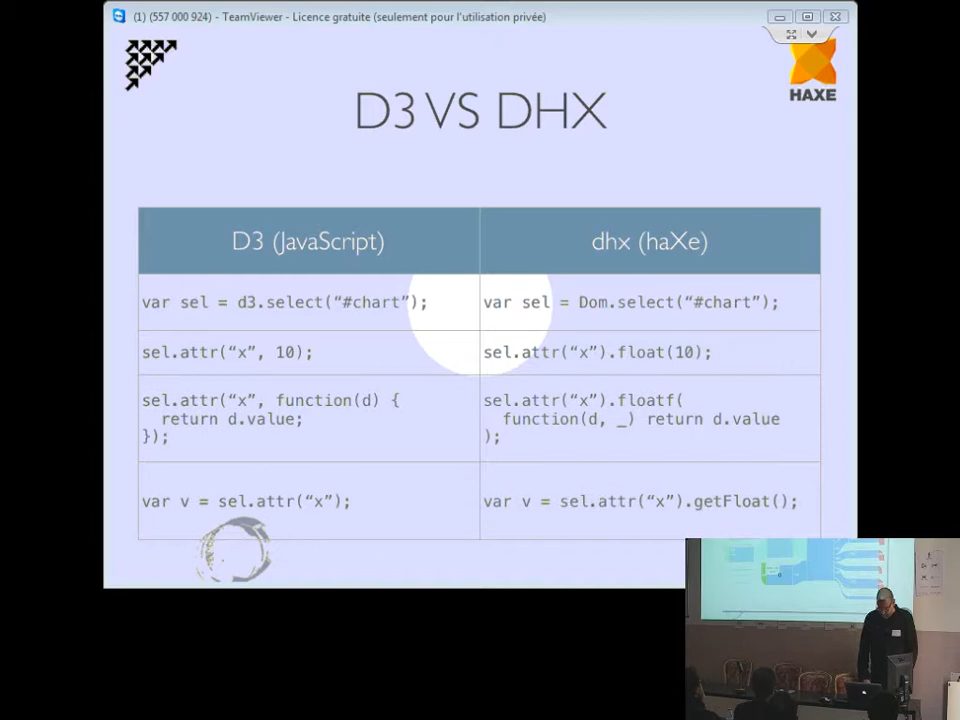 (1) (557 000 924) - TeamViewer - Licence gratuite (seulement pour l'utilisation privée)
HAXE
D3 VS DHX
D3 (JavaScript)
dhx (haXe)
var sel = d3.select(“#chart”);
var sel = Dom.select(“#chart”);
sel.attr(“x”, 10);
sel.attr(“x”).float(10);
sel.attr(“x”, function(d) {
return d.value;
});
sel.attr(“x”).floatf(
function(d, _) return d.value
);
var v = sel.attr(“x”);
var v = sel.attr(“x”).getFloat();